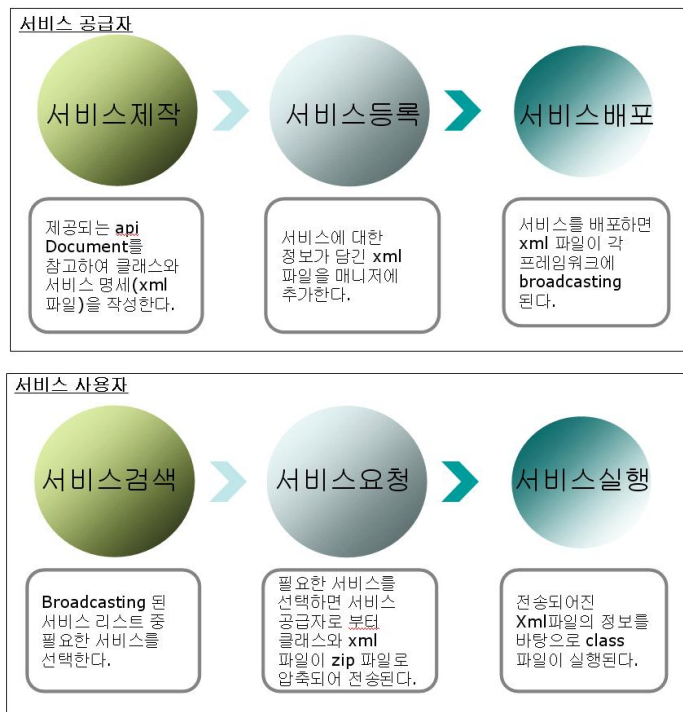 서비스 공급자
서비스제작
서비스등록
서비스배포
제공되는 api
Document를
참고하여 클래스와
서비스 명세(xml
파일)을 작성한다.
서비스에 대한
정보가 담긴 xml
파일을 매니저에
추가한다.
서비스를 배포하면
xml 파일이 각
프레임워크에
broadcasting
된다.
서비스 사용자
서비스검색
서비스요청
서비스실행
Broadcasting 된
서비스 리스트 중
필요한 서비스를
선택한다.
필요한 서비스를
선택하면 서비스
공급자로 부터
클래스와 xml
파일이 zip 파일로
압축되어 전송된다.
전송되어진
Xml파일의 정보를
바탕으로 class
파일이 실행된다.